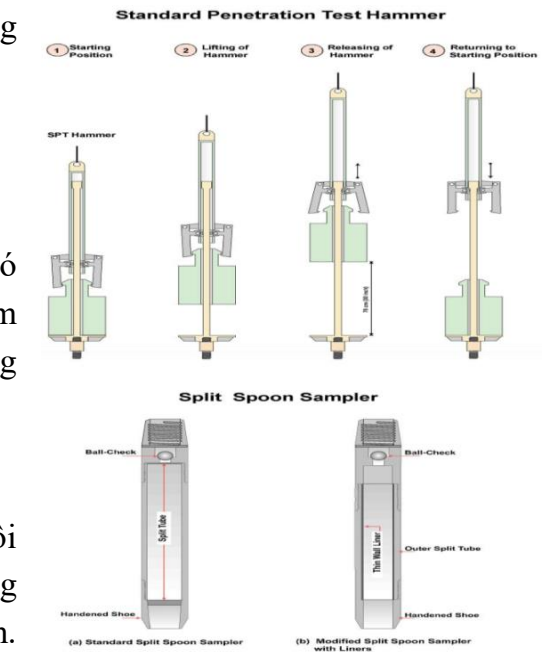 Standard Penetration Test Hammer
g
1 Starting Position
2 Lifting of Hammer
3 Releasing of Hammer
4 Returning to Starting Position
SPT Hammer
ó
m
g
Split Spoon Sampler
Ball-Check
Split Tube
Handened Shoe
(a) Standard Split Spoon Sampler
Ball-Check
Thin Wall Liner
Outer Split Tube
Handened Shoe
(b) Modified Split Spoon Sampler
with Liners
ôi
g
n.